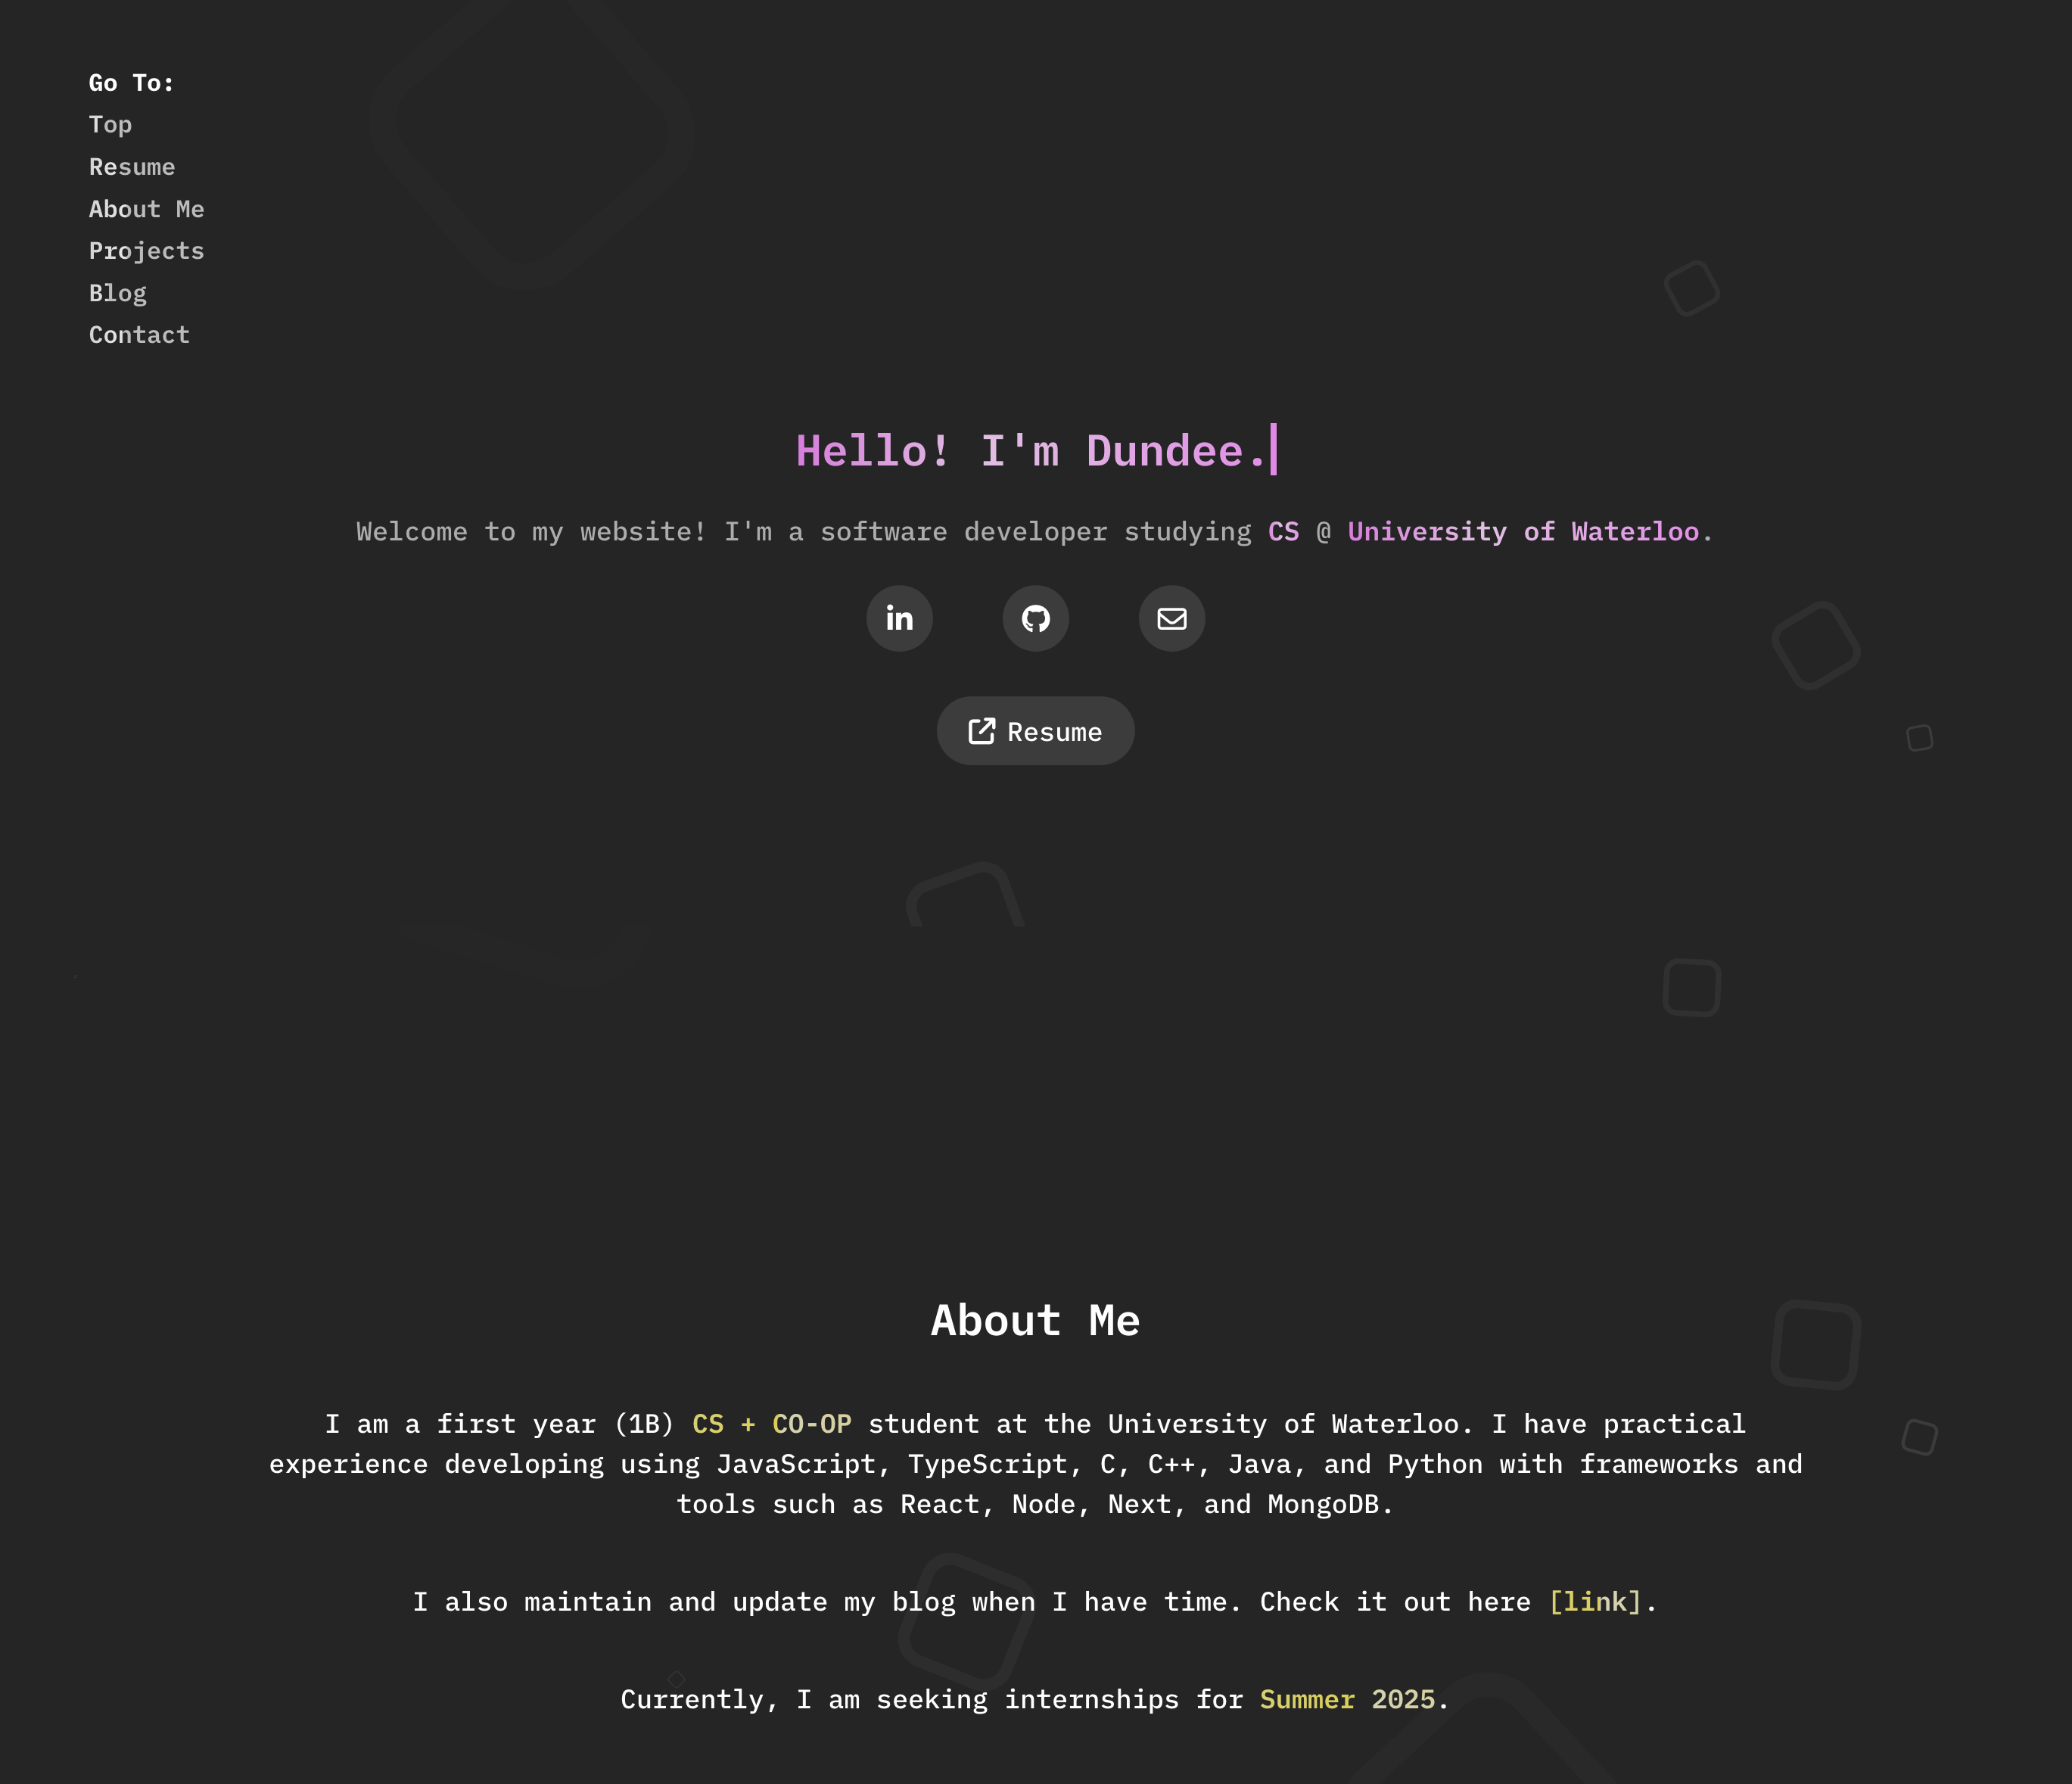 Go To:
Top
Resume
About Me
Projects
Blog
Contact
Hello! I'm Dundee.
Welcome to my website! I'm a software developer studying CS @ University of Waterloo.
in
Resume
About Me
I am a first year (1B) CS + CO-OP student at the University of Waterloo. I have practical
experience developing using JavaScript, TypeScript, C, C++, Java, and Python with frameworks and
tools such as React, Node, Next, and MongoDB.
I also maintain and update my blog when I have time. Check it out here [link].
Currently, I am seeking internships for Summer 2025.